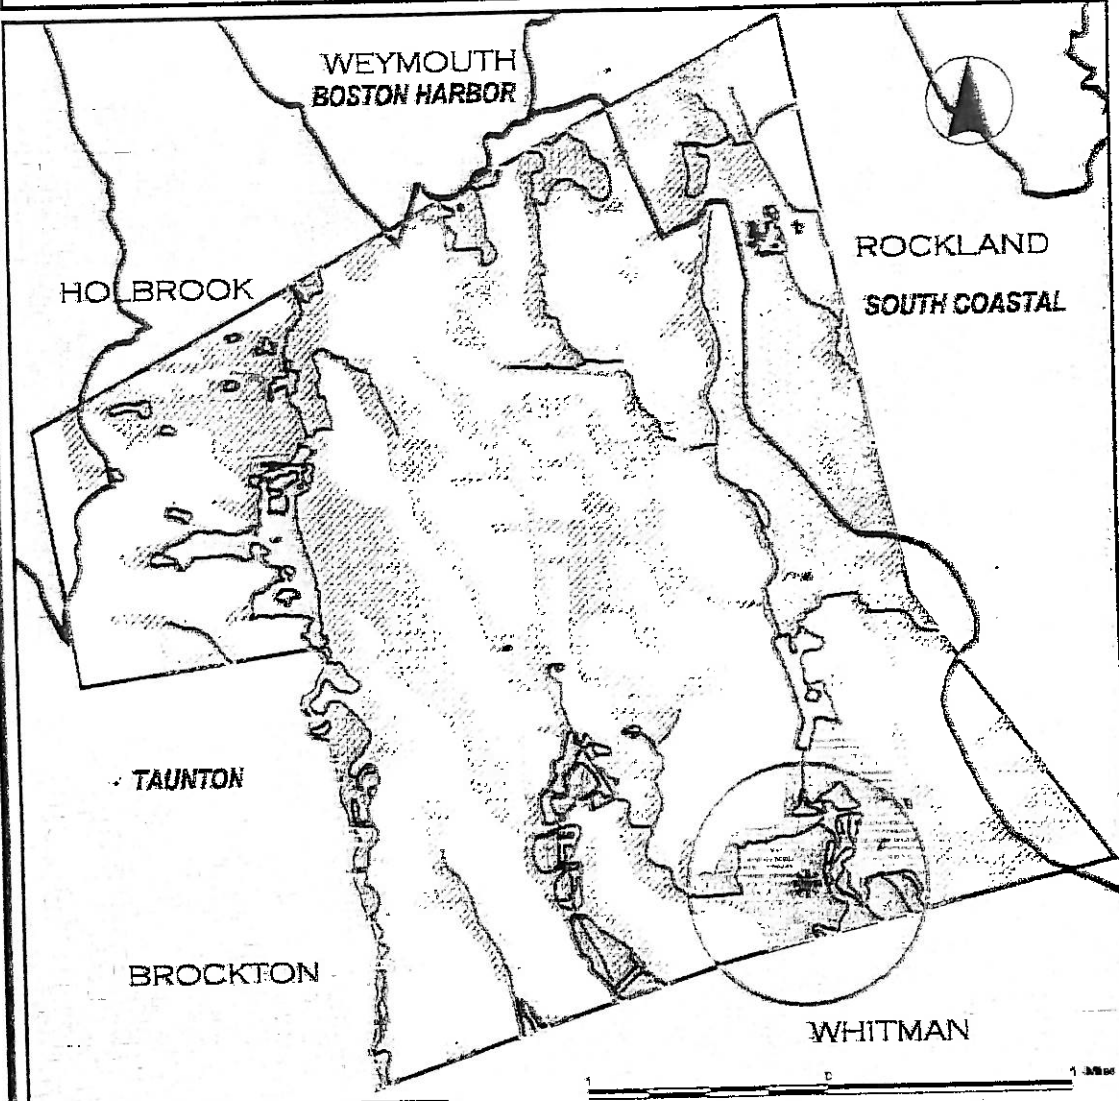 WEYMOUTH
BOSTON HARBOR
ROCKLAND
HOLBROOK
SOUTH COASTAL
TAUNTON
BROCKTON
WHITMAN
1 0 1 Miles